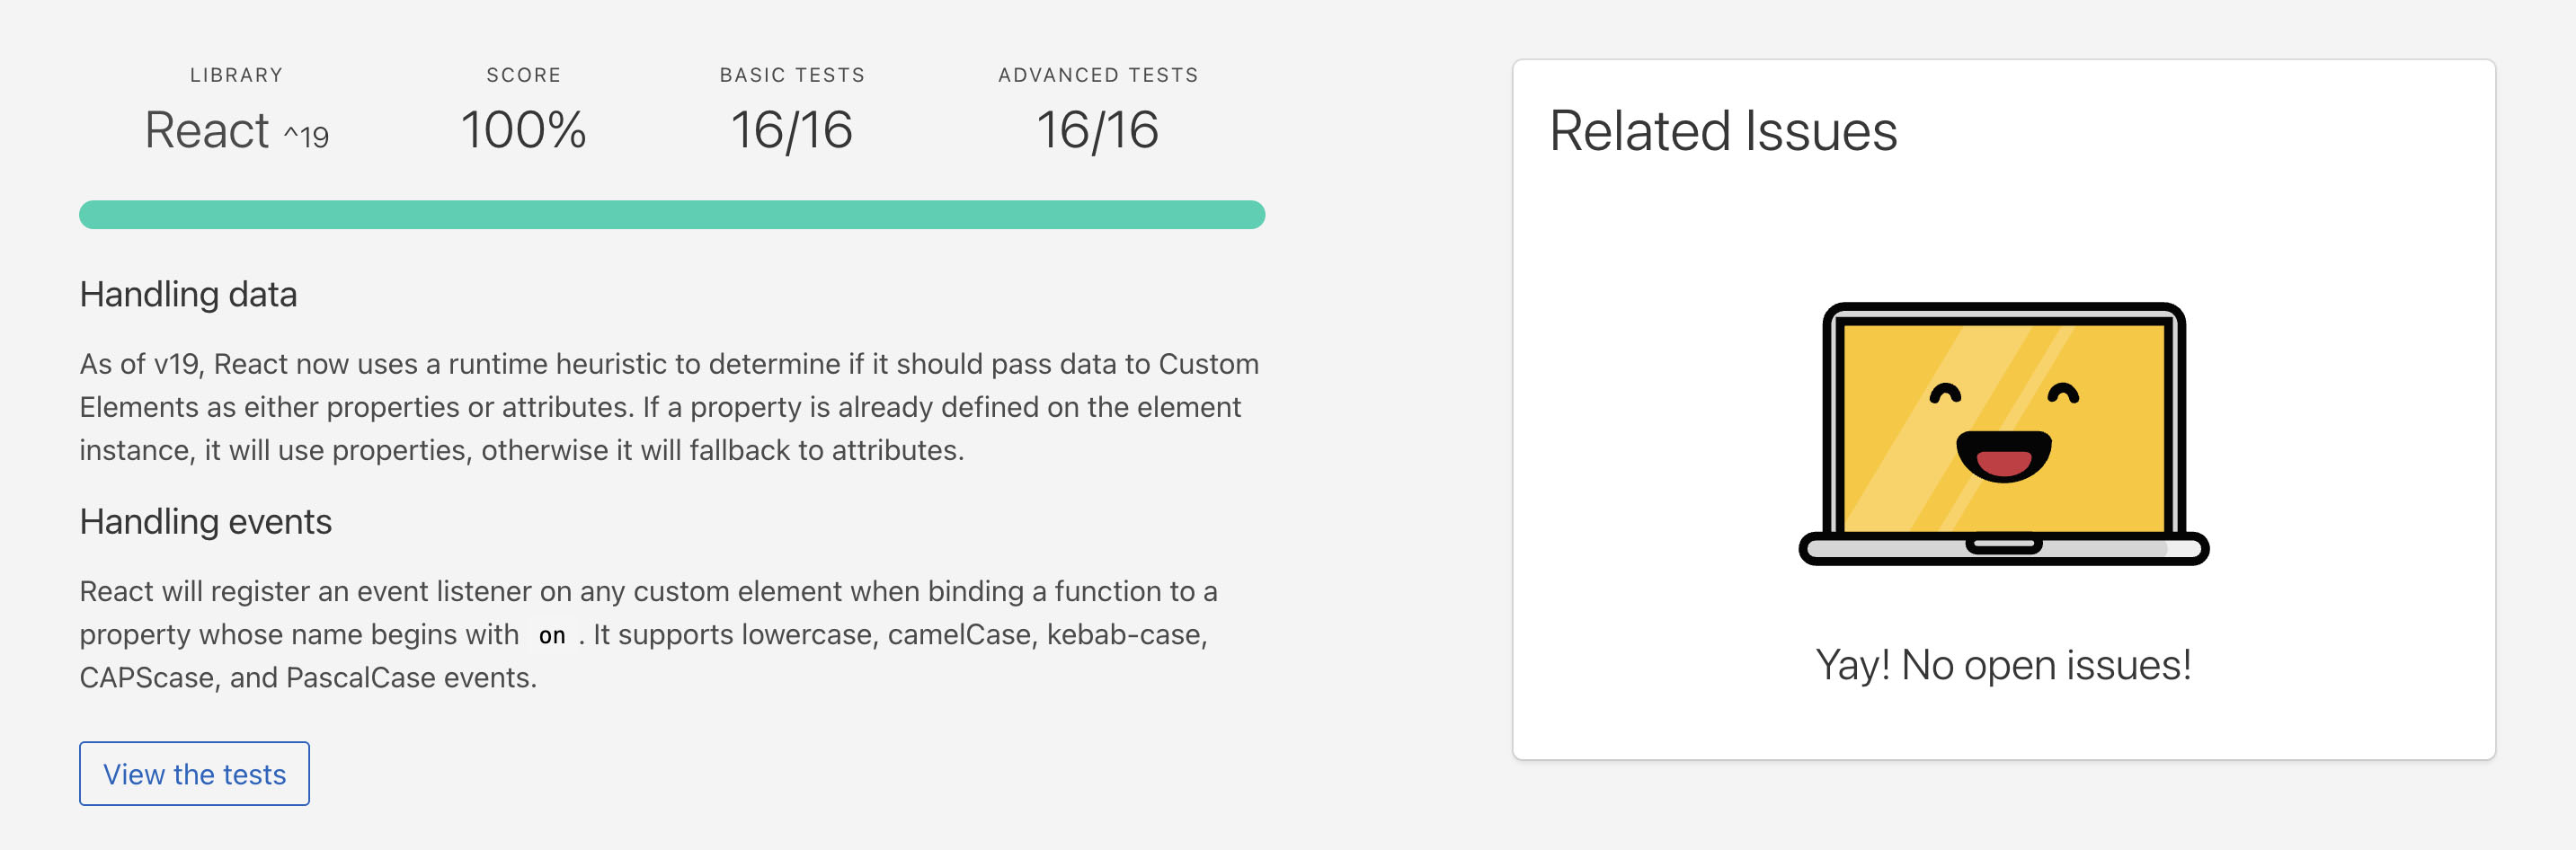 LIBRARY
React ^19
SCORE
100%
BASIC TESTS
16/16
ADVANCED TESTS
16/16
Handling data
As of v19, React now uses a runtime heuristic to determine if it should pass data to Custom
Elements as either properties or attributes. If a property is already defined on the element
instance, it will use properties, otherwise it will fallback to attributes.
Handling events
React will register an event listener on any custom element when binding a function to a
property whose name begins with on . It supports lowercase, camelCase, kebab-case,
CAPScase, and PascalCase events.
View the tests
Related Issues
Yay! No open issues!